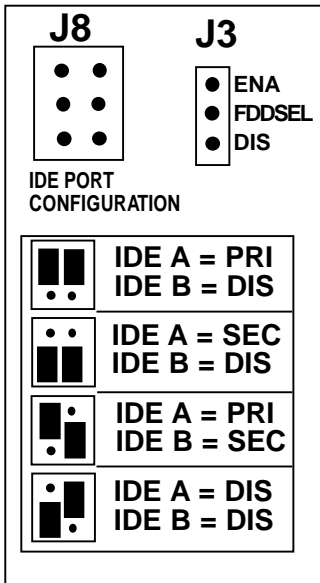 J8
J3
ENA
FDDSEL
DIS
IDE PORT
CONFIGURATION
IDE A = PRI
IDE B = DIS
IDE A = SEC
IDE B = DIS
IDE A = PRI
IDE B = SEC
IDE A = DIS
IDE B = DIS